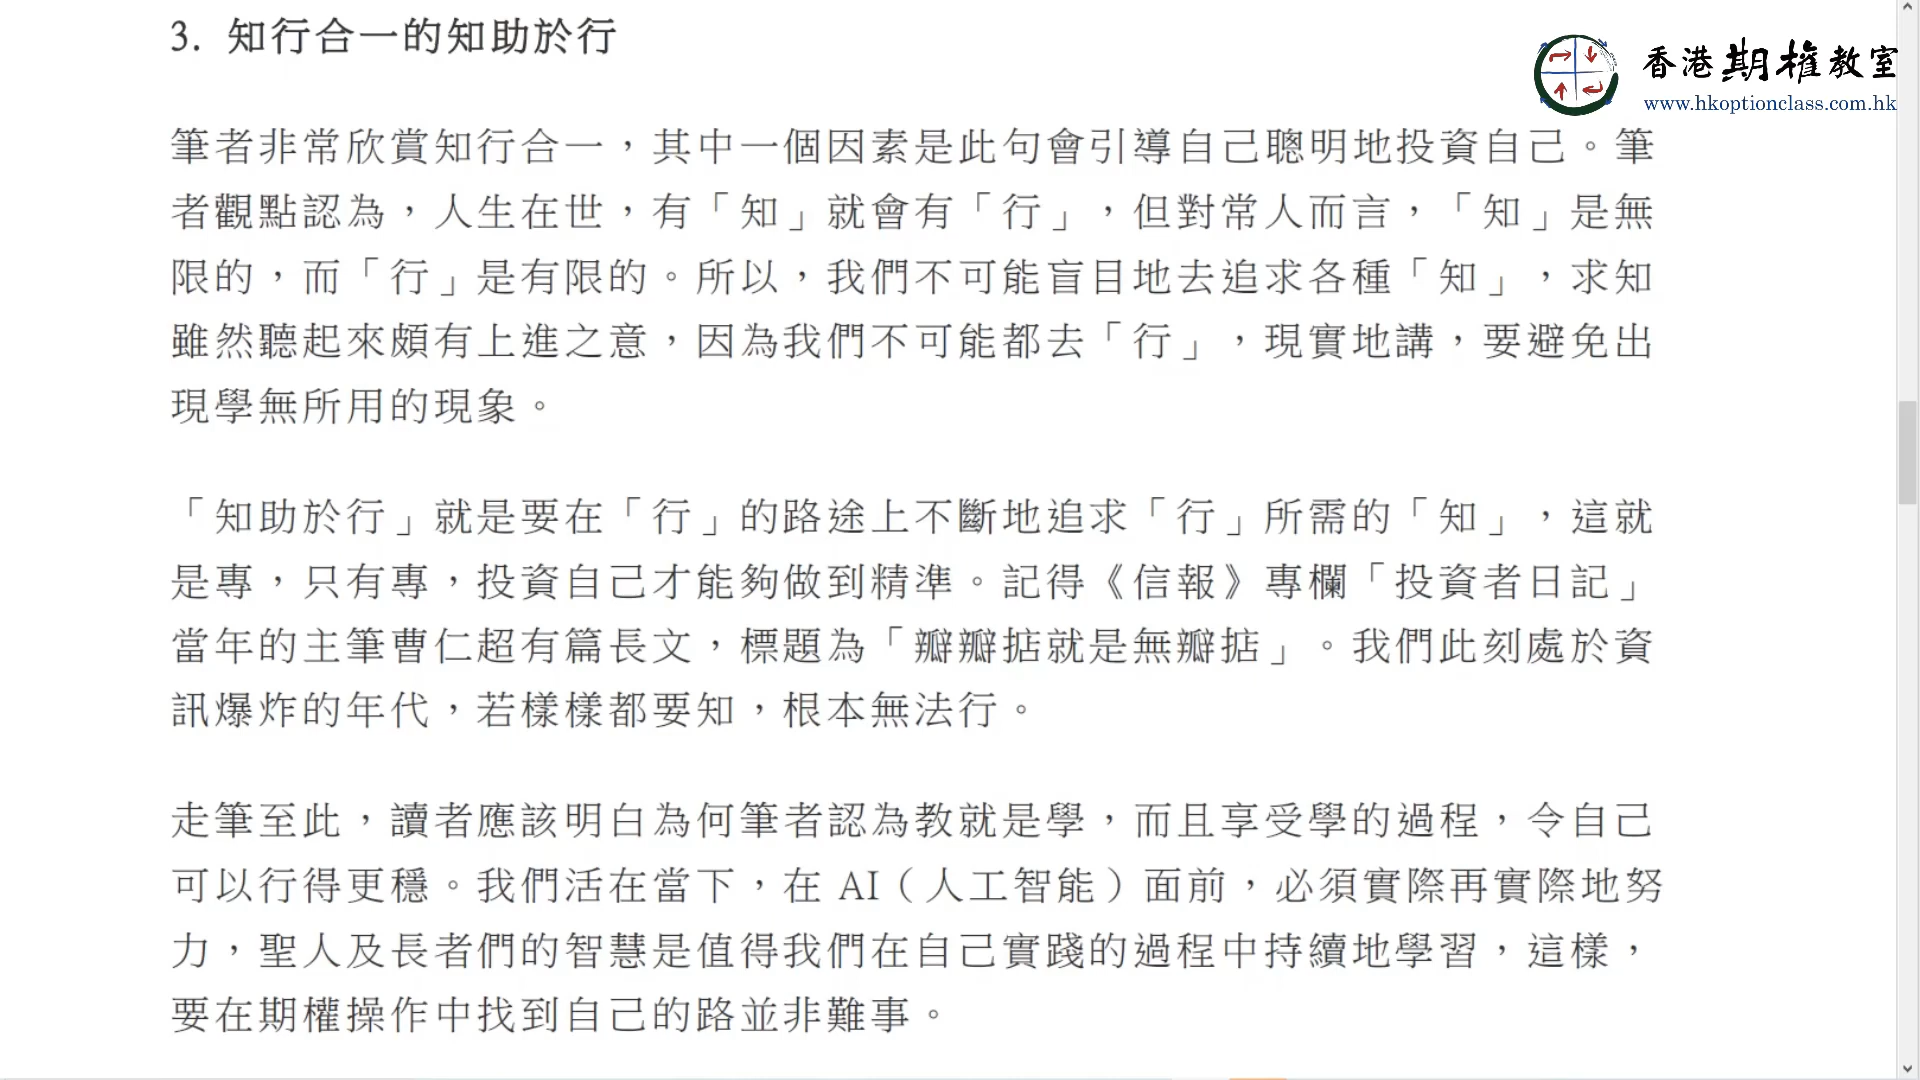 3. 知行合一的知助於行
香港期權教室
www.hkoptionclass.com.hk
筆者非常欣賞知行合一，其中一個因素是此句會引導自己聰明地投資自己。筆
者觀點認為，人生在世，有「知」就會有「行」，但對常人而言，「知」是無
限的，而「行」是有限的。所以，我們不可能盲目地去追求各種「知」，求知
雖然聽起來頗有上進之意，因為我們不可能都去「行」，現實地講，要避免出
現學無所用的現象。
「知助於行」就是要在「行」的路途上不斷地追求「行」所需的「知」，這就
是專，只有專，投資自己才能夠做到精準。記得《信報》專欄「投資者日記」
當年的主筆曹仁超有篇長文，標題為「瓣瓣掂就是無瓣掂」。我們此刻處於資
訊爆炸的年代，若樣樣都要知，根本無法行。
走筆至此，讀者應該明白為何筆者認為教就是學，而且享受學的過程，令自己
可以行得更穩。我們活在當下，在 AI（人工智能）面前，必須實際再實際地努
力，聖人及長者們的智慧是值得我們在自己實踐的過程中持續地學習，這樣，
要在期權操作中找到自己的路並非難事。